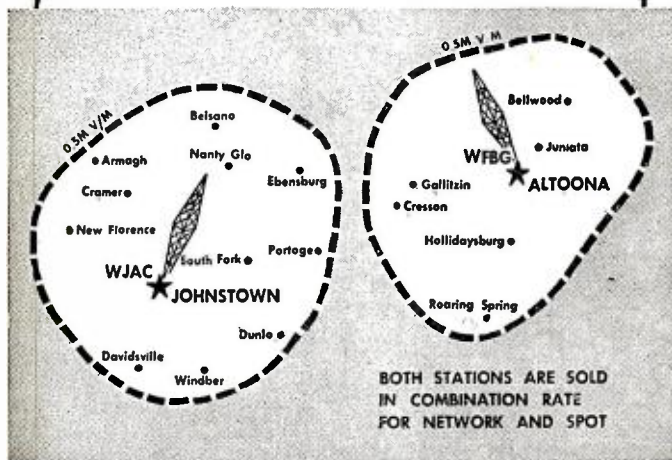 0.5M V/M
Belsano
Armagh
Nanty Glo
Ebensburg
Cramer
New Florence
South Fork
Portage
WJAC
JOHNSTOWN
Dunlo
Davidsville
Windber
0.5M V M
Bellwood
Juniata
WFBG
ALTOONA
Gallitzin
Cresson
Hollidaysburg
Roaring Spring
BOTH STATIONS ARE SOLD
IN COMBINATION RATE
FOR NETWORK AND SPOT